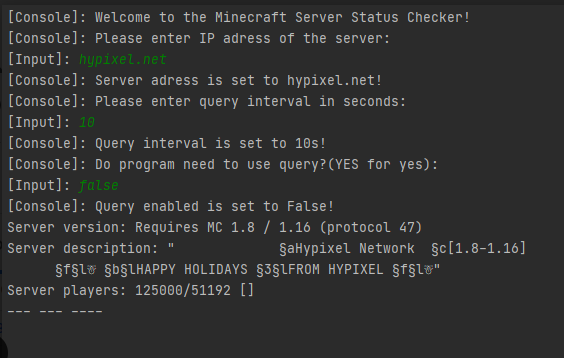 [Console]: Welcome to the Minecraft Server Status Checker!
[Console]: Please enter IP adress of the server:
[Input]: hypixel.net
[Console]: Server adress is set to hypixel.net!
[Console]: Please enter query interval in seconds:
[Input]: 10
[Console]: Query interval is set to 10s!
[Console]: Do program need to use query?(YES for yes):
[Input]: false
[Console]: Query enabled is set to False!
Server version: Requires MC 1.8 / 1.16 (protocol 47)
Server description: "                §aHypixel Network  §c[1.8-1.16]
      §f§l☃ §b§lHAPPY HOLIDAYS §3§lFROM HYPIXEL §f§l☃"
Server players: 125000/51192 []
--- --- ----